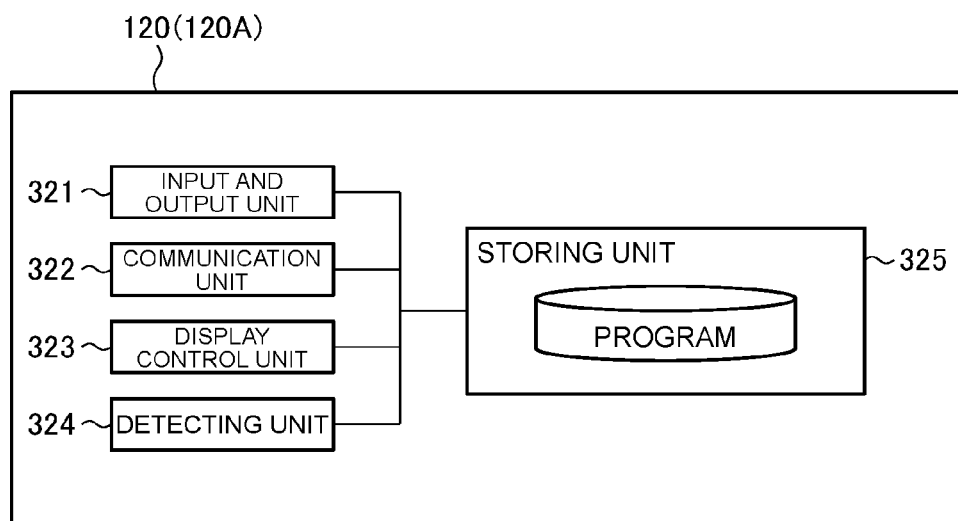 120(120A)
321
INPUT AND
OUTPUT UNIT
322
COMMUNICATION
UNIT
323
DISPLAY
CONTROL UNIT
324
DETECTING UNIT
STORING UNIT
PROGRAM
325